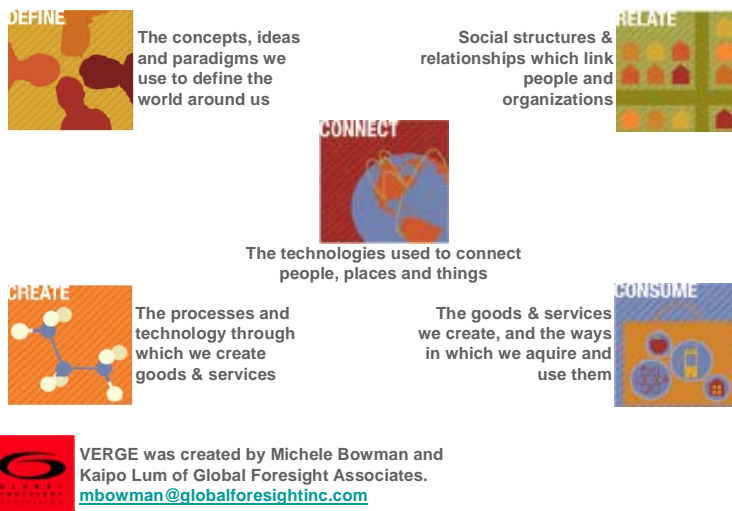 DEFINE
The concepts, ideas
and paradigms we
use to define the
world around us
RELATE
Social structures &
relationships which link
people and
organizations
CONNECT
The technologies used to connect
people, places and things
CREATE
The processes and
technology through
which we create
goods & services
CONSUME
The goods & services
we create, and the ways
in which we aquire and
use them
GLOBAL
FORESIGHT
ASSOCIATES
VERGE was created by Michele Bowman and
Kaipo Lum of Global Foresight Associates.
mbowman@globalforesightinc.com